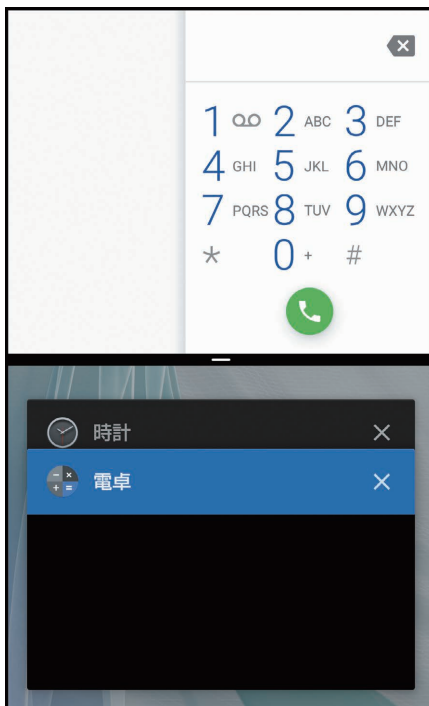 1 2 ABC 3 DEF
4 GHI 5 JKL 6 MNO
7 PQRS 8 TUV 9 WXYZ
* 0 + #
時計
電卓